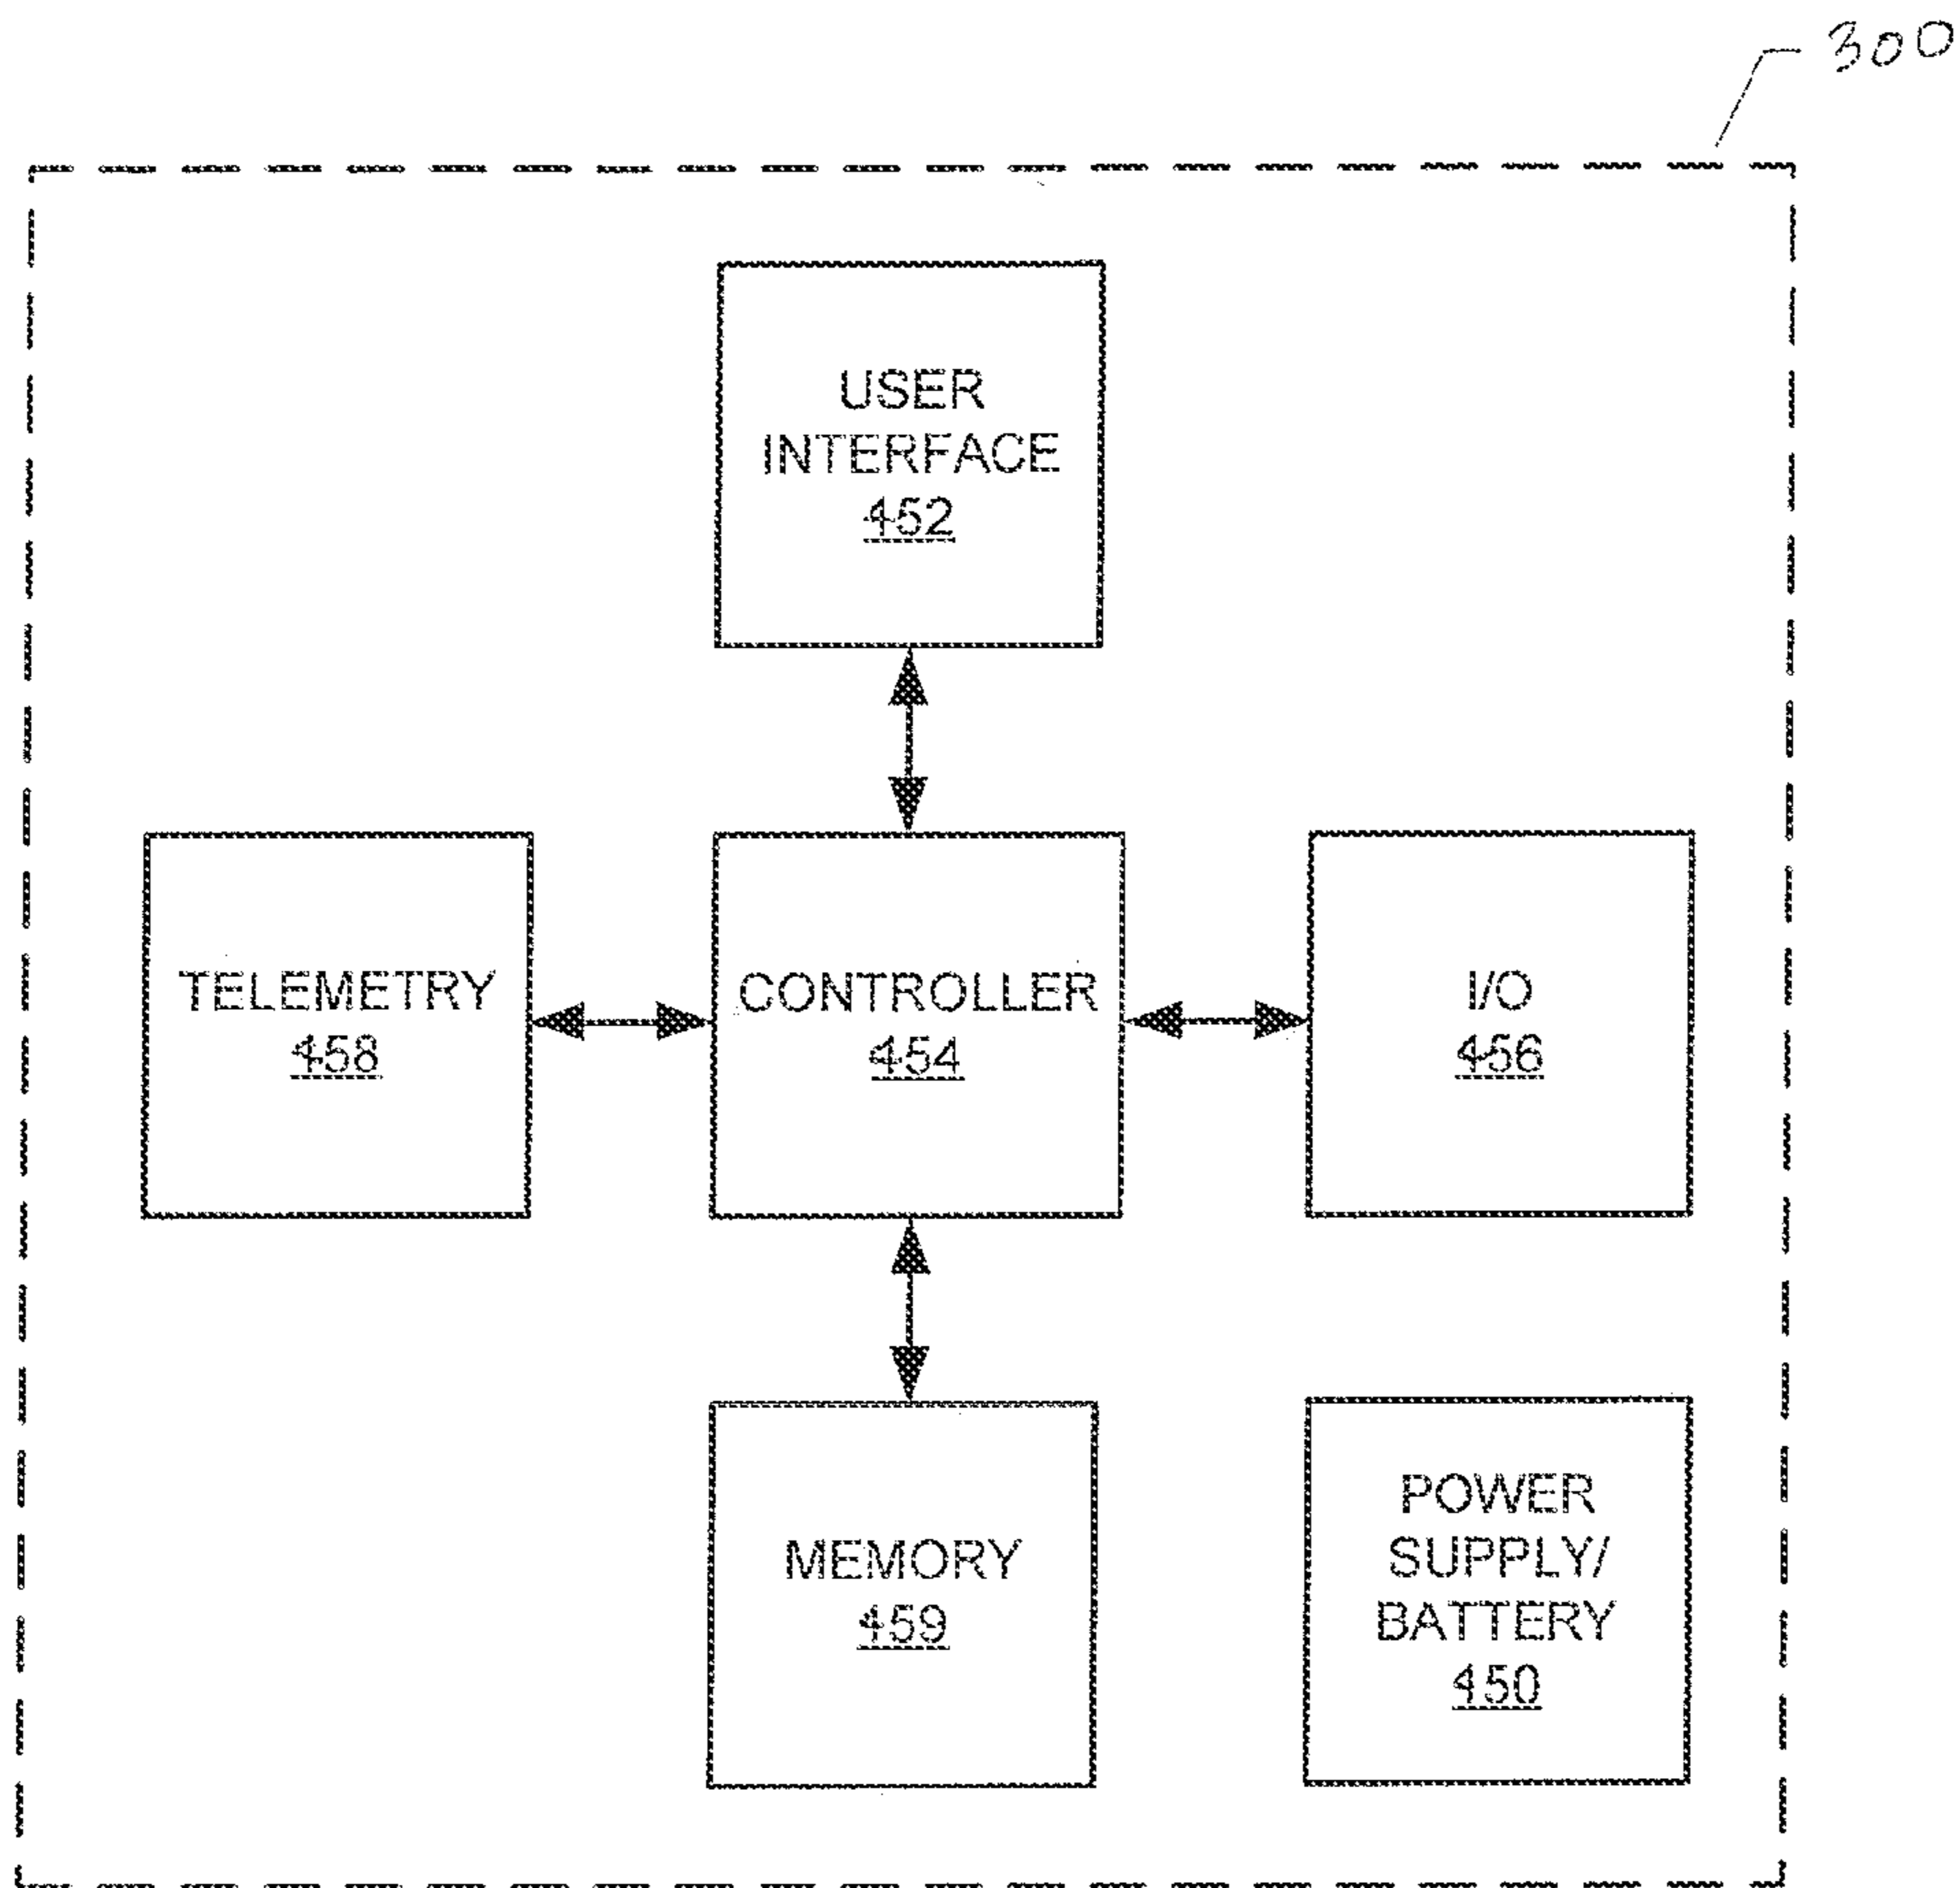 300
USER
INTERFACE
452
TELEMETRY
458
CONTROLLER
454
I/O
456
MEMORY
459
POWER
SUPPLY/
BATTERY
450